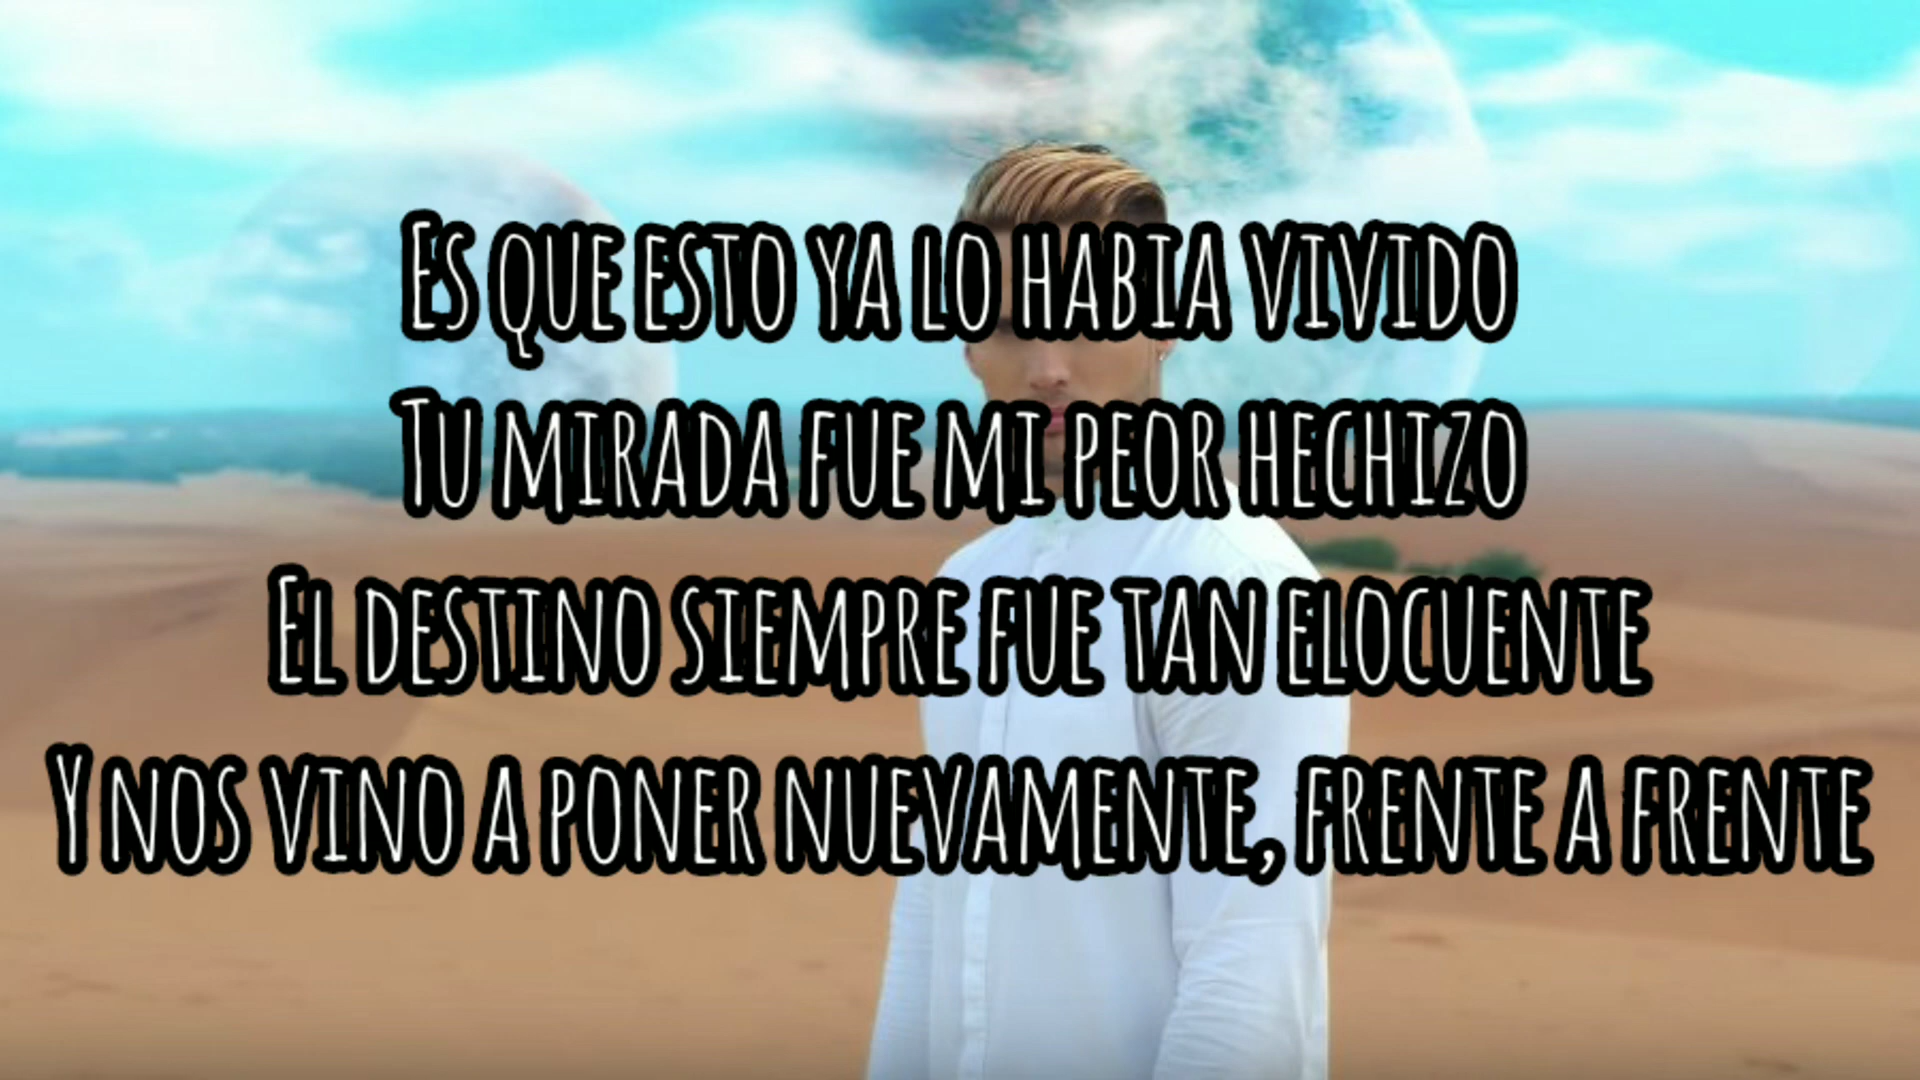 Es que esto ya lo habia vivido
Tu mirada fue mi peor hechizo
El destino siempre fue tan elocuente
Y nos vino a poner nuevamente, frente a frente